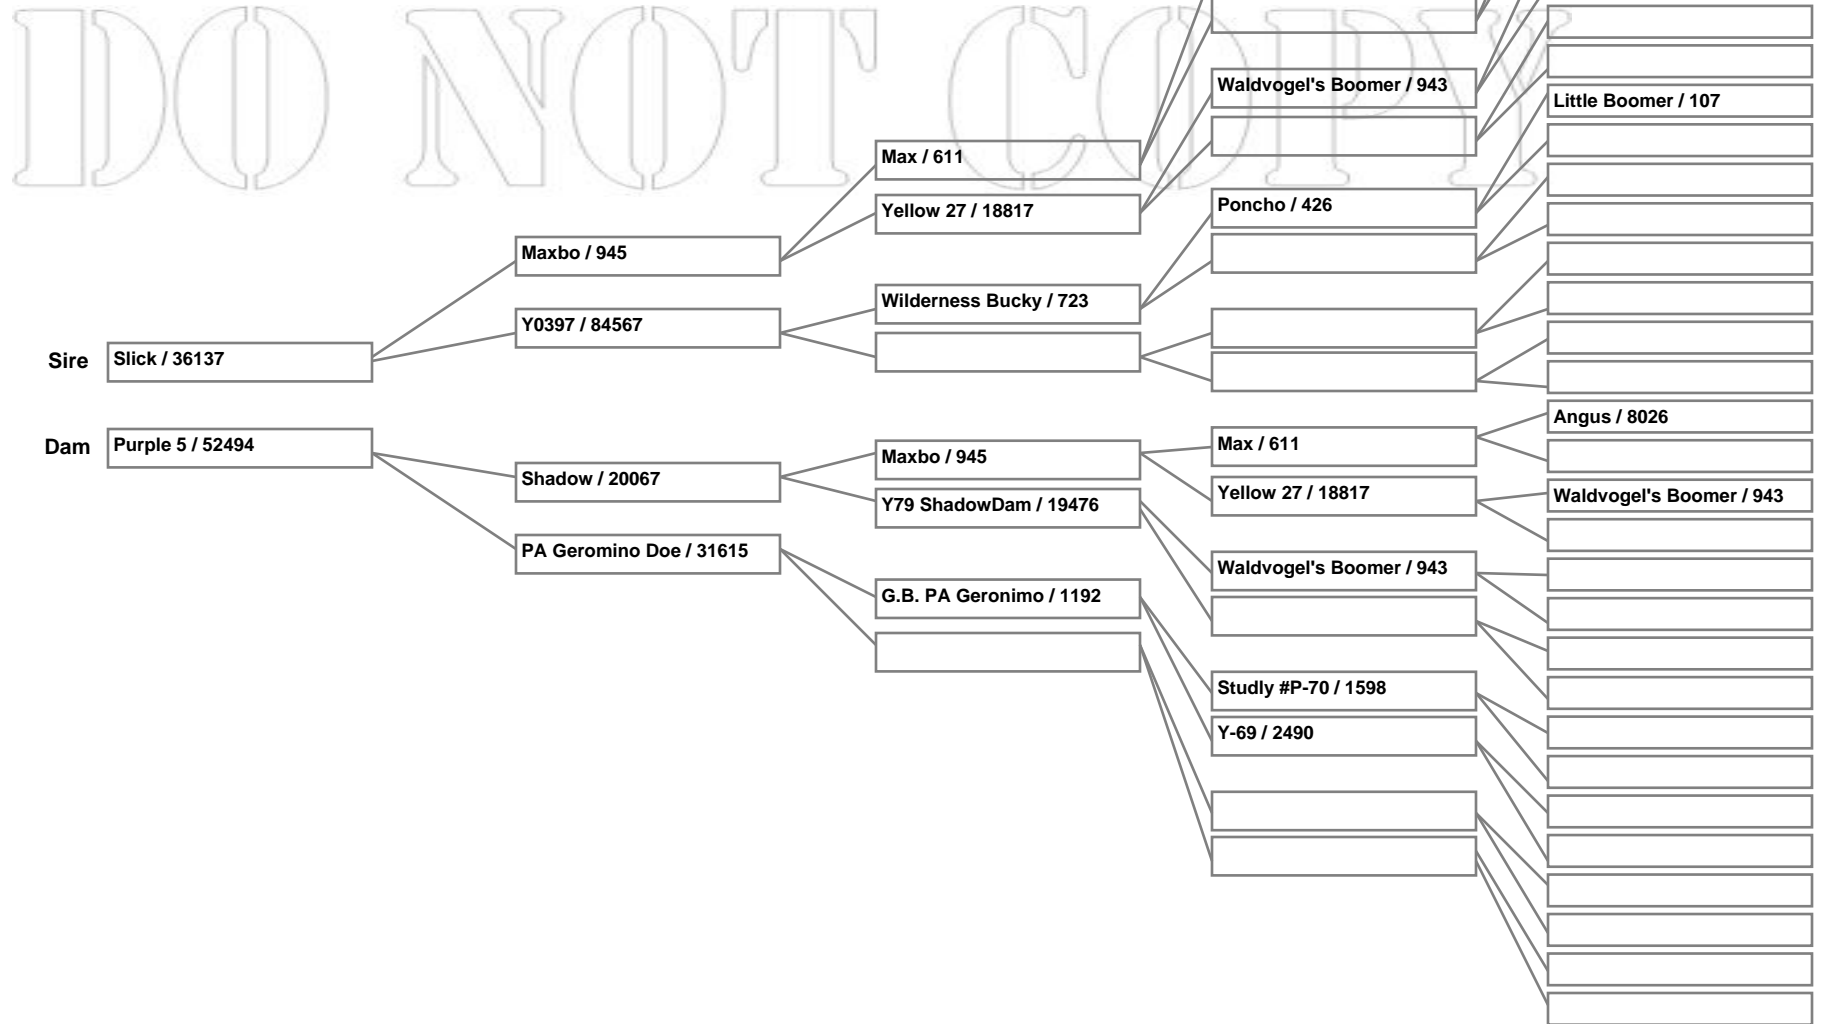 DO NOT COPY
Waldvogel's Boomer / 943
Little Boomer / 107
Max / 611
Yellow 27 / 18817
Poncho / 426
Maxbo / 945
Wilderness Bucky / 723
Y0397 / 84567
Sire
Slick / 36137
Angus / 8026
Dam
Purple 5 / 52494
Max / 611
Maxbo / 945
Shadow / 20067
Yellow 27 / 18817
Waldvogel's Boomer / 943
Y79 ShadowDam / 19476
PA Geromino Doe / 31615
Waldvogel's Boomer / 943
G.B. PA Geronimo / 1192
Studly #P-70 / 1598
Y-69 / 2490